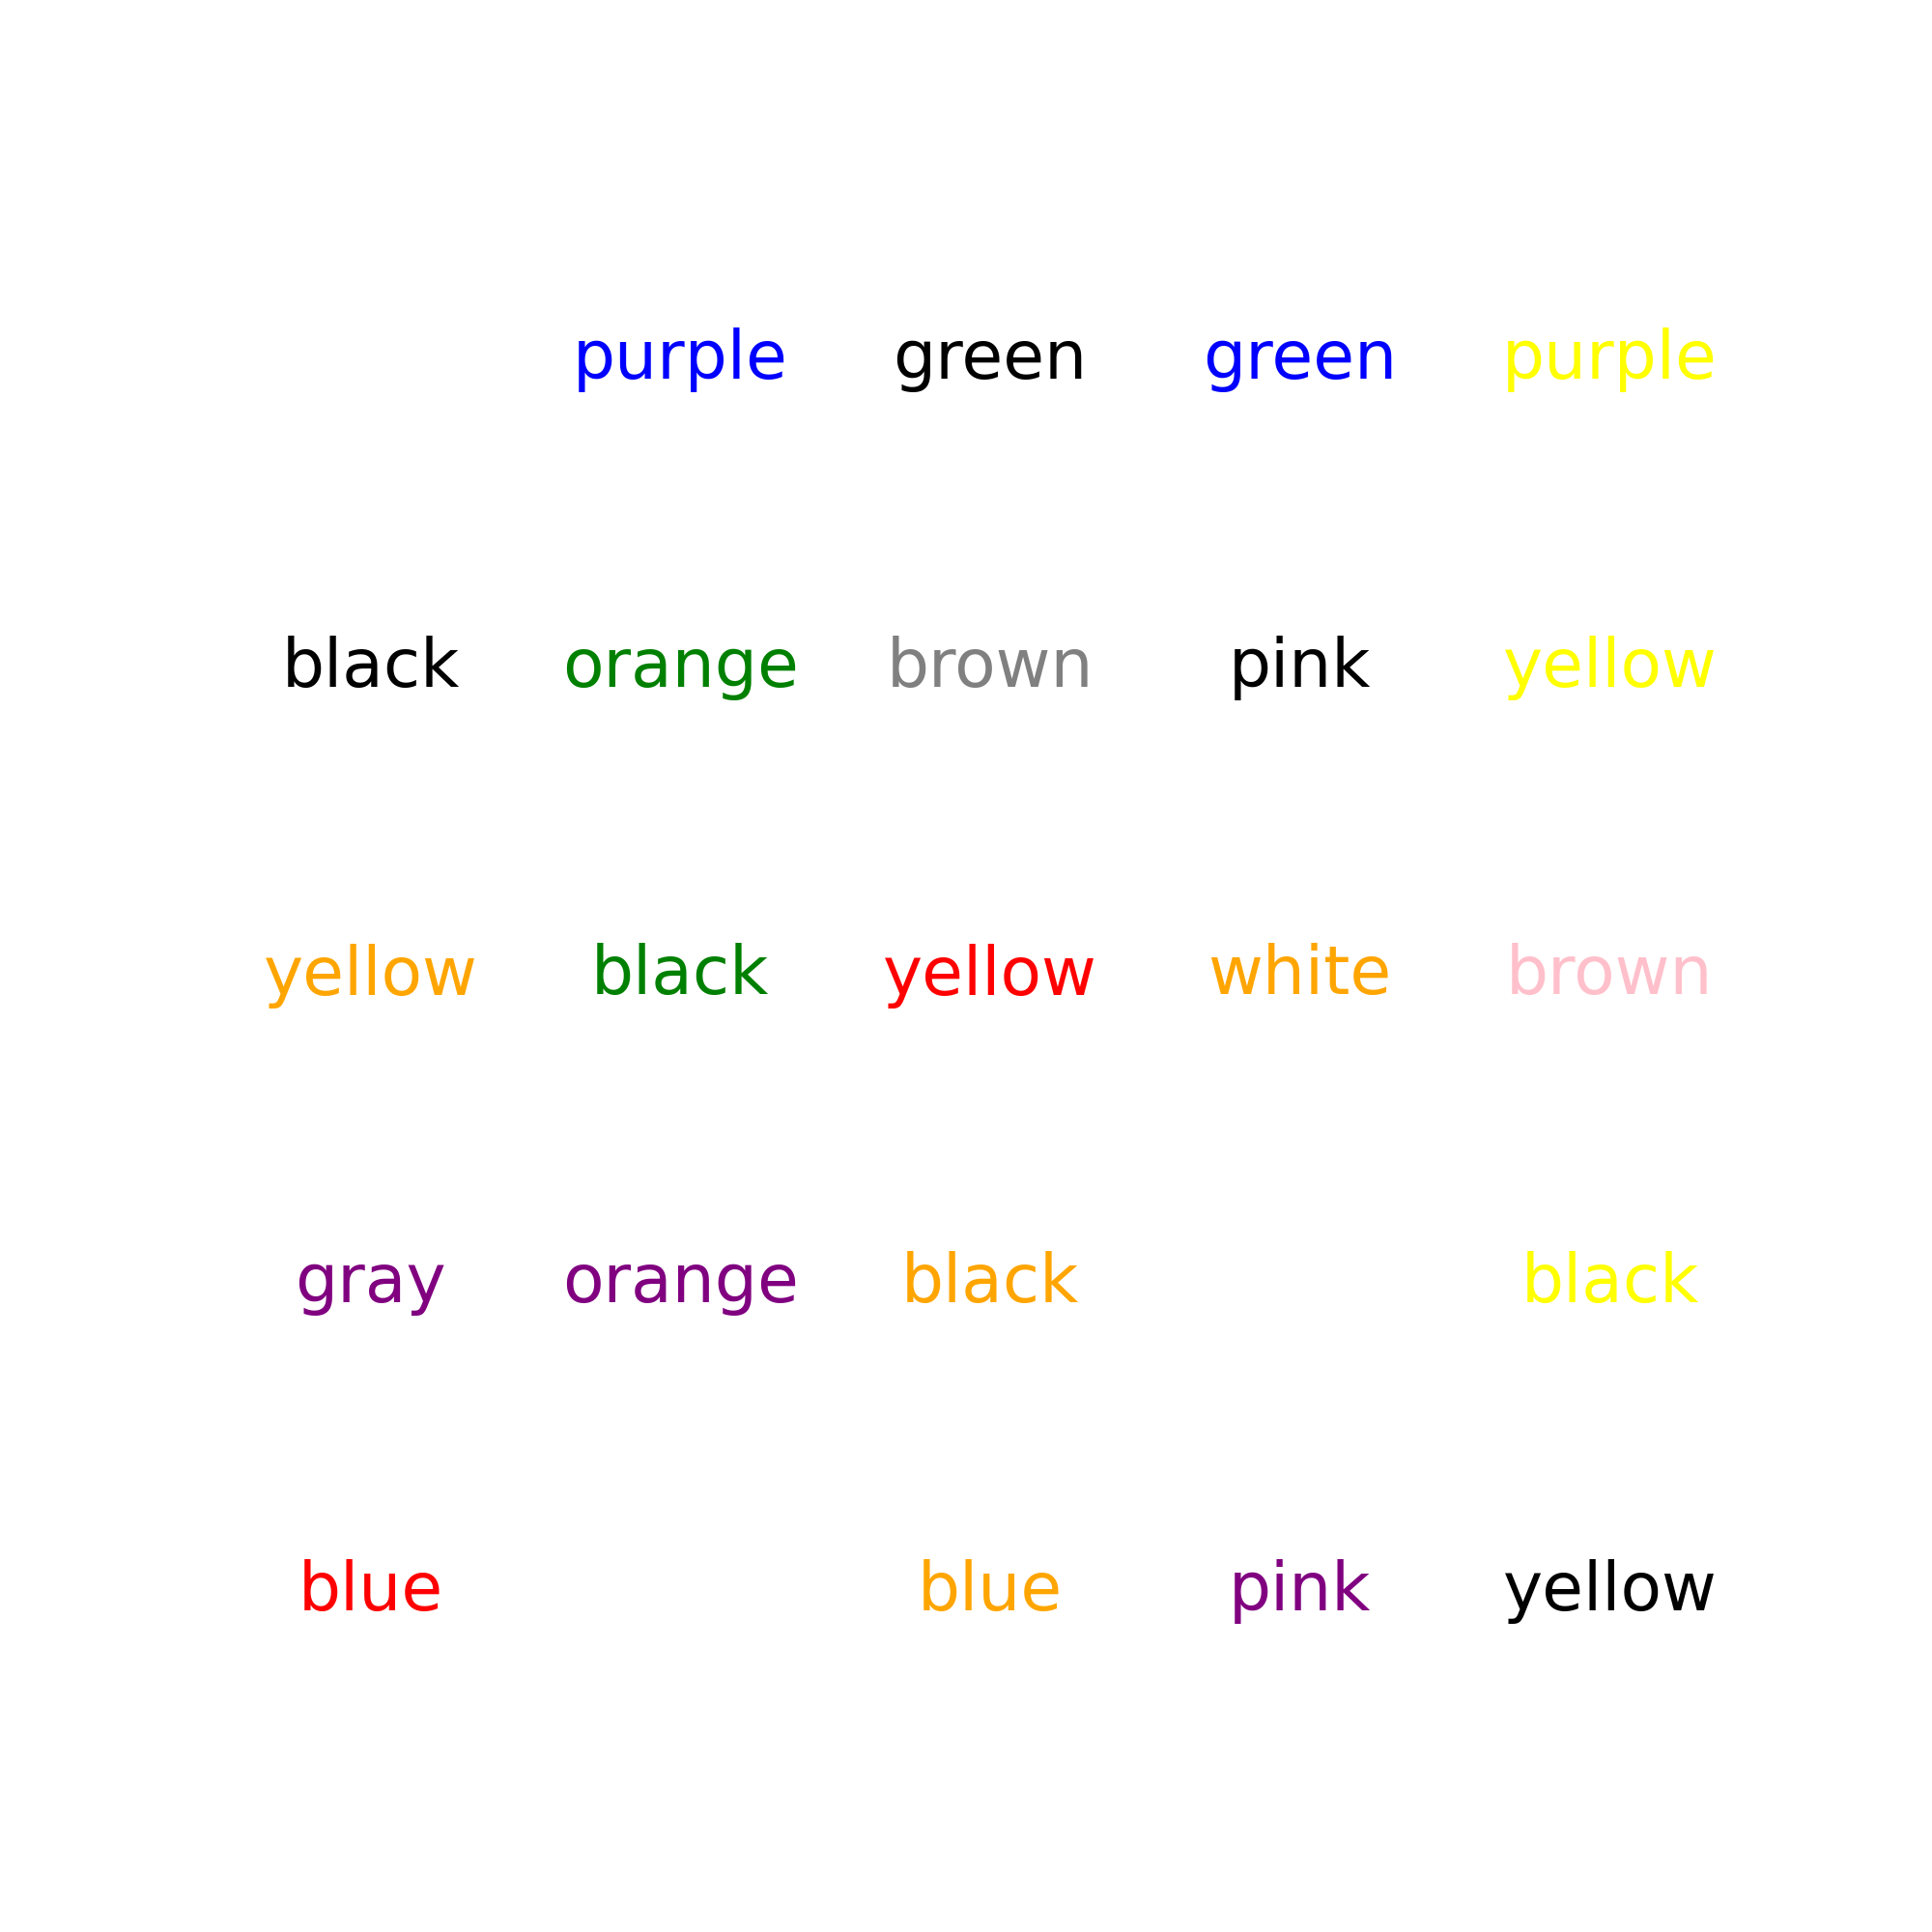 purple green green purple
black orange brown pink yellow
yellow black yellow white brown
gray orange black black
blue blue pink yellow